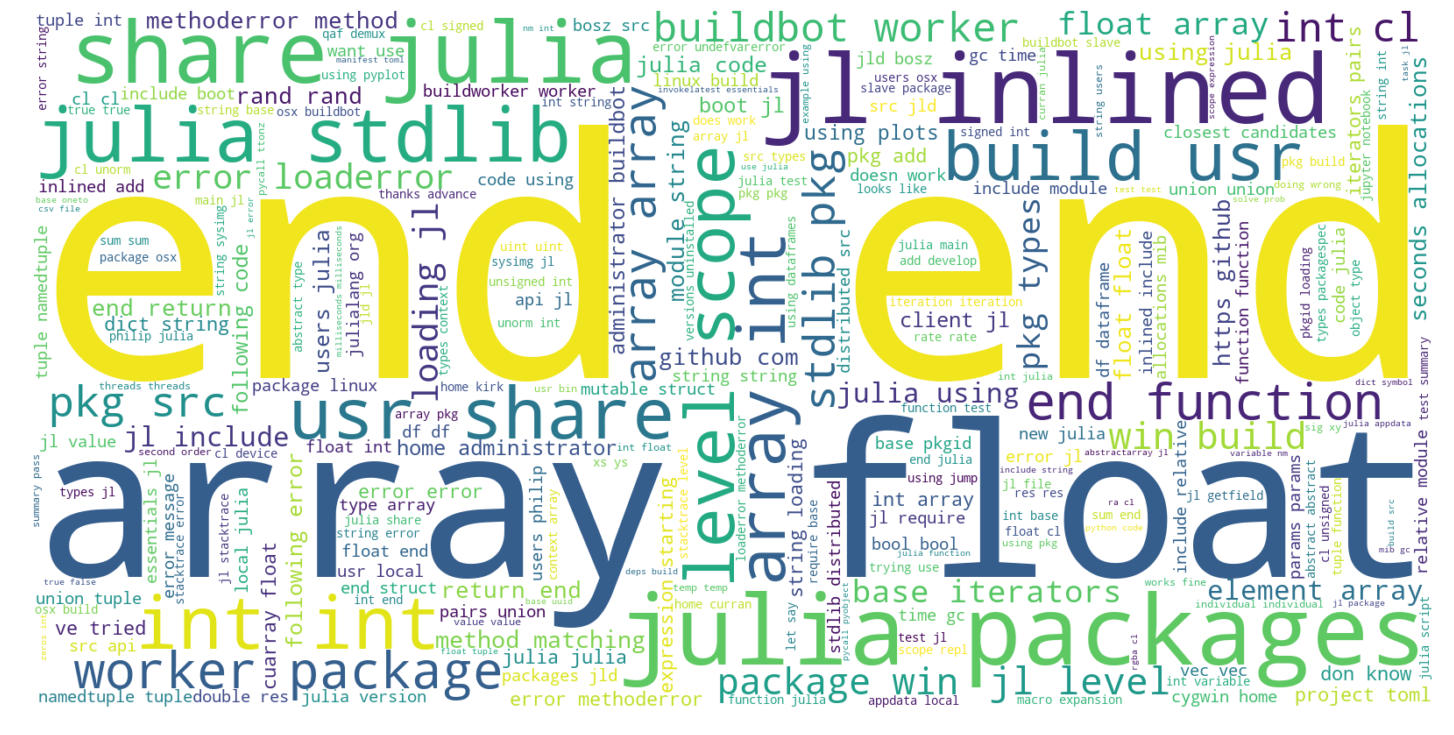 tuple int
methoderror method
qaf demux
cl signed
nm int
bosz src
buildbot worker
float array
int cl
error string
share julia
want use
manifest toml
using pyplot
error undefvarerror
julia code
linux build
jld bosz
gc time
buildbot slave
using julia
include boot
rand rand
buildworker worker
cl cl
true true
string base
osx buildbot
int string
invokelatest essentials
boot jl
does work
array jl
users osx
slave package
src jld
jl inlined
example using
curran julia
scope expression
string users
iterators pairs
string int
task jl
julia stdlib
using plots
signed int
closest candidates
jupyter notebook
cl unorm
pycall ttonz
error loaderror
code using
thanks advance
inlined add
main jl
base oneto
csv file
jl error
administrator buildbot
array array
module string
scope
src types
use julia
julia test
pkg pkg
pkg add
doesn work
looks like
build usr
include module
test test
union union
pkg build
doing wrong
solve prob
seconds allocations
end end
tuple namedtuple
sum sum
package osx
string sysimg
following code
end return
dict string
philip julia
abstract type
users julia
milliseconds milliseconds
julialang org
jld jl
loading jl
types context
uint uint
sysimg jl
unsigned int
api jl
unorm int
versions uninstalled
int
using dataframes
stdlib pkg
distributed src
julia main
add develop
iteration iteration
client jl
rate rate
pkg types
df dataframe
float float
inlined include
allocations mib
https github
function function
pkgid loading
types packagespec
code julia
object type
github com
string string
threads threads
package linux
home kirk
usr bin
mutable struct
int julia
dict symbol
pkg src
usr share
array pkg
df df
level
array
julia using
function test
end function
jl value
jl include
second order
cl device
float int
home administrator
int float
xs ys
base pkgid
end julia
new julia
error jl
abstractarray jl
win build
variable nm
sig xy
julia appdata
array
float
summary pass
types jl
essentials jl
error message
stacktrace error
jl stacktrace
local julia
cuarray float
following error
error error
type array
julia share
string error
float end
usr local
users philip
context array
expression starting
stacktrace level
loaderror methoderror
string loading
require base
stdlib distributed
int array
jl require
bool bool
julia function
trying use
using jump
include string
jl file
res res
int base
float cl
using pkg
ra cl
sum end
python code
include relative
jl getfield
params params
abstract abstract
cl unsigned
tuple function
build src
mib gc
relative module
test summary
true false
union tuple
osx build
ve tried
src api
zeros int
int int
end struct
int end
deps build
return end
base uuid
pairs union
value value
method matching
temp temp
home curran
let say
pycall pyobject
base iterators
time gc
test jl
scope repl
works fine
element array
individual individual
jl package
julia script
worker package
float tuple
julia julia
packages jld
julia packages
rgba cl
namedtuple tuple
double res
julia version
error methoderror
package win
function julia
appdata local
jl level
macro expansion
int variable
vec vec
cygwin home
don know
project toml